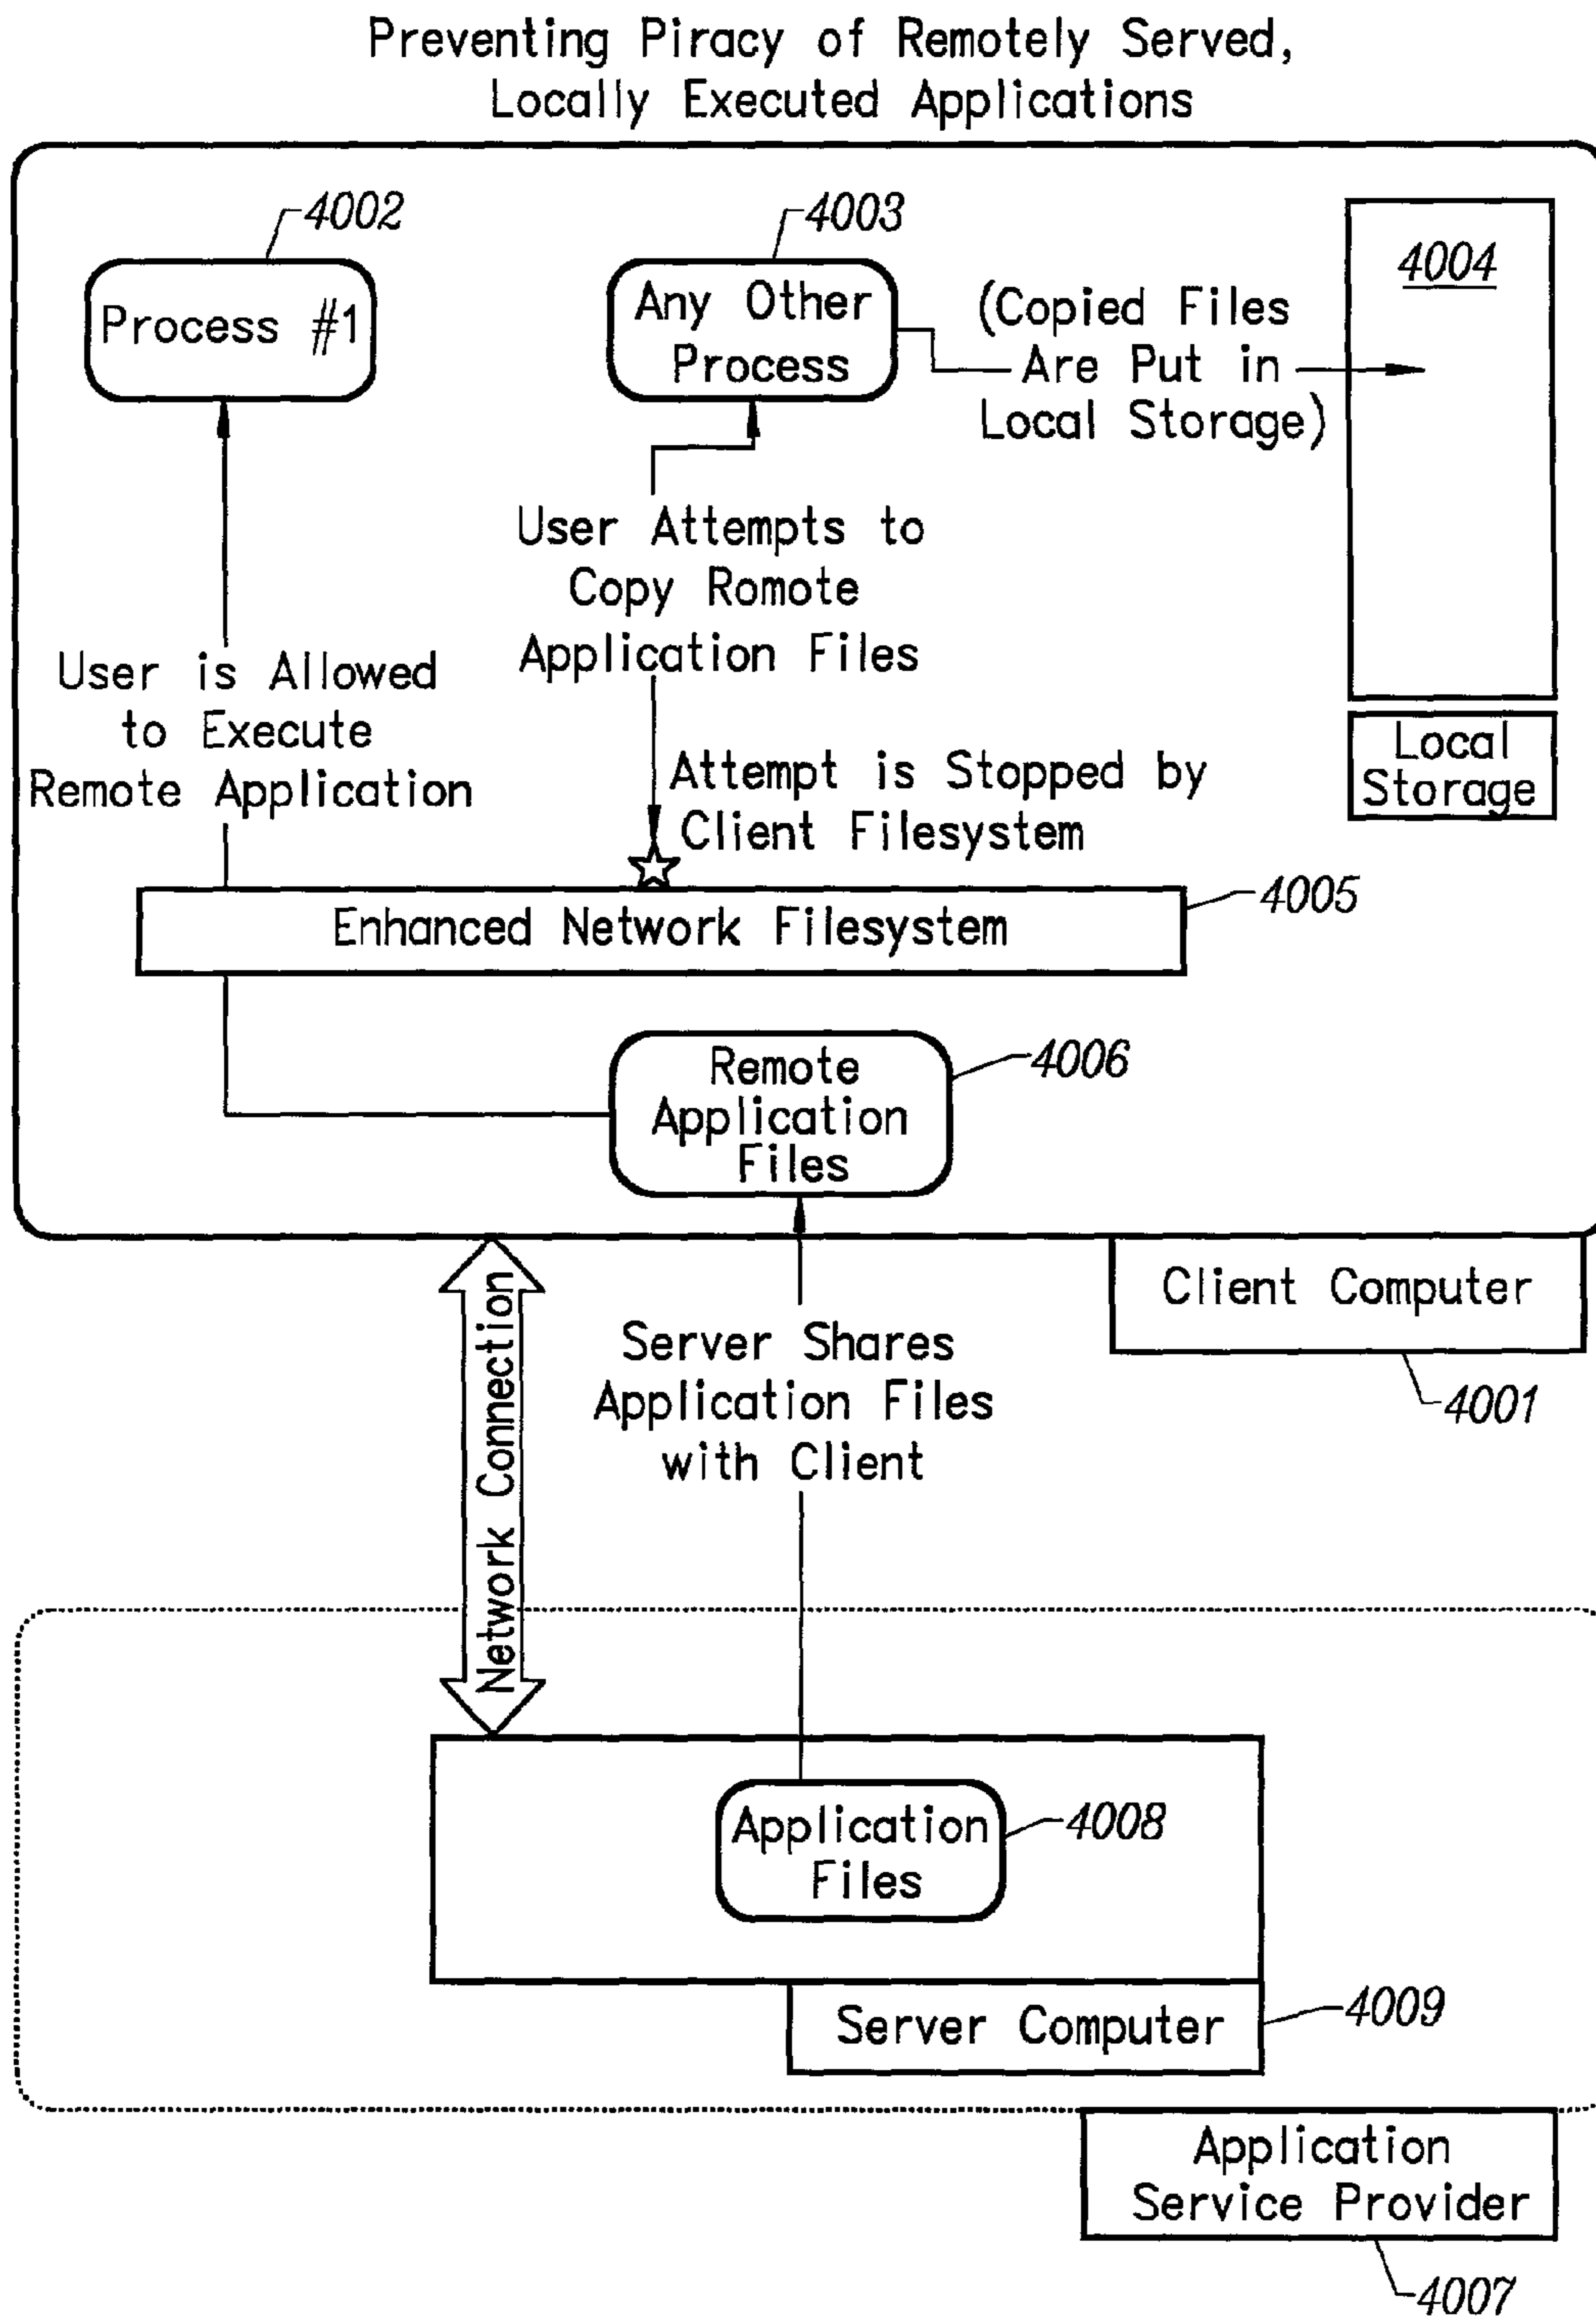 Preventing Piracy of Remotely Served,
Locally Executed Applications
4002
4003
4004
Process #1
Any Other
Process
(Copied Files
Are Put in
Local Storage)
User Attempts to
Copy Romote
Application Files
User is Allowed
to Execute
Remote Application
Local
Storage
Attempt is Stopped by
Client Filesystem
4005
Enhanced Network Filesystem
4006
Remote
Application
Files
Client Computer
4001
Network Connection
Server Shares
Application Files
with Client
Application
Files
4008
Server Computer
4009
Application
Service Provider
4007